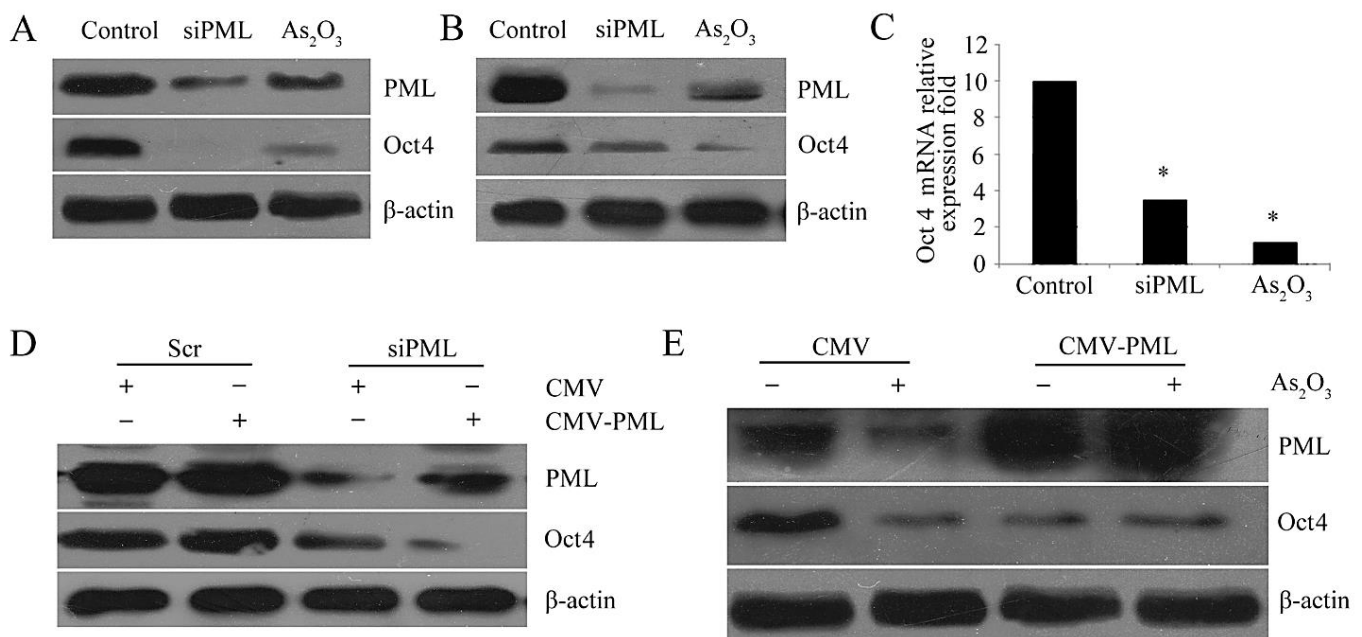 A
Control siPML As₂O₃
PML
Oct4
β-actin
B
Control siPML As₂O₃
PML
Oct4
β-actin
C
Oct 4 mRNA relative
expression fold
12
10
8
6
4
2
0
*
*
Control siPML As₂O₃
D
Scr siPML
+ − + − CMV
− + − + CMV-PML
PML
Oct4
β-actin
E
CMV CMV-PML
− + − + As₂O₃
PML
Oct4
β-actin